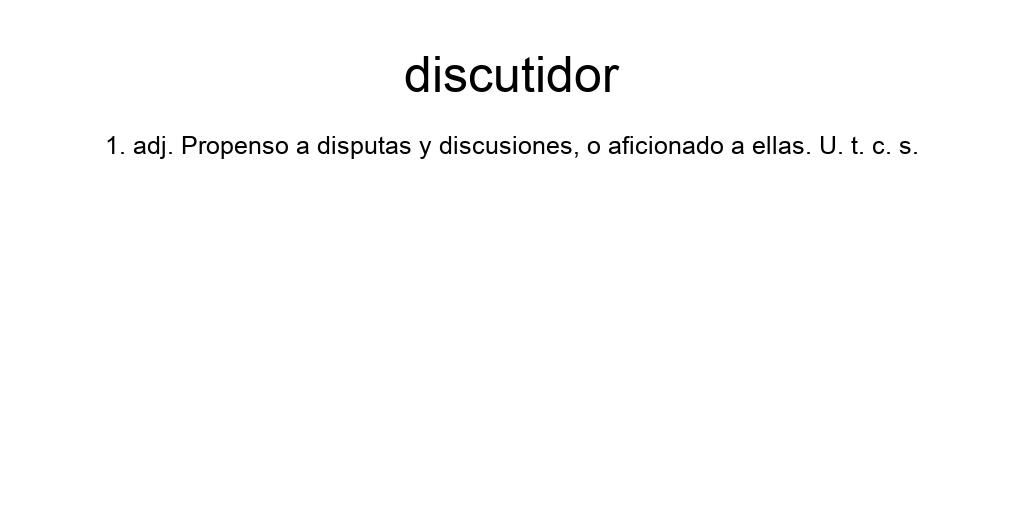 discutidor
1. adj. Propenso a disputas y discusiones, o aficionado a ellas. U. t. c. s.